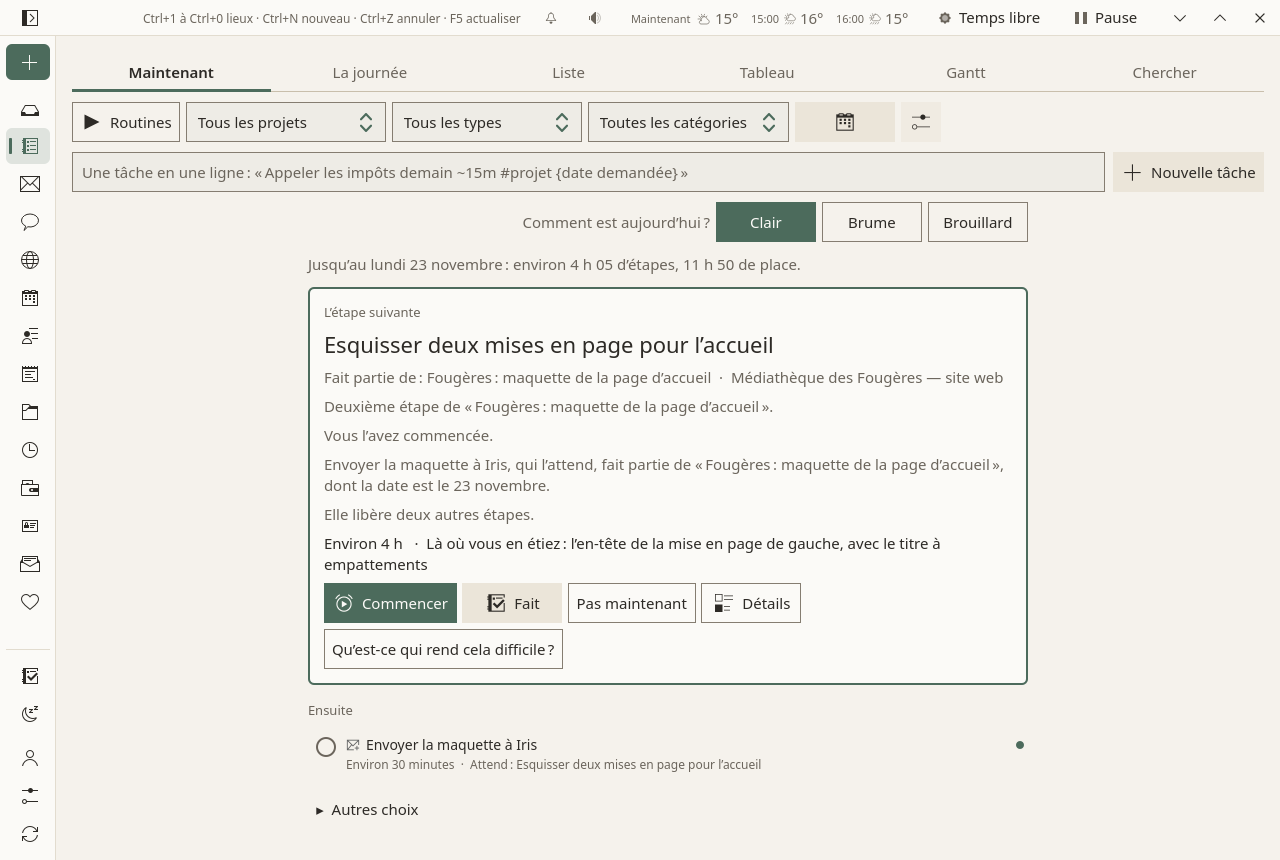 Ctrl+1 à Ctrl+0 lieux · Ctrl+N nouveau · Ctrl+Z annuler · F5 actualiser
Maintenant 15° 15:00 16° 16:00 15°
Temps libre
Pause
Maintenant
La journée
Liste
Tableau
Gantt
Chercher
Routines
Tous les projets
Tous les types
Toutes les catégories
Une tâche en une ligne : « Appeler les impôts demain ~15m #projet {date demandée} »
Nouvelle tâche
Comment est aujourd’hui ?
Clair
Brume
Brouillard
Jusqu’au lundi 23 novembre : environ 4 h 05 d’étapes, 11 h 50 de place.
L’étape suivante
Esquisser deux mises en page pour l’accueil
Fait partie de : Fougères : maquette de la page d’accueil · Médiathèque des Fougères — site web
Deuxième étape de « Fougères : maquette de la page d’accueil ».
Vous l’avez commencée.
Envoyer la maquette à Iris, qui l’attend, fait partie de « Fougères : maquette de la page d’accueil »,
dont la date est le 23 novembre.
Elle libère deux autres étapes.
Environ 4 h · Là où vous en étiez : l’en-tête de la mise en page de gauche, avec le titre à
empattements
Commencer
Fait
Pas maintenant
Détails
Qu’est-ce qui rend cela difficile ?
Ensuite
Envoyer la maquette à Iris
Environ 30 minutes · Attend : Esquisser deux mises en page pour l’accueil
Autres choix